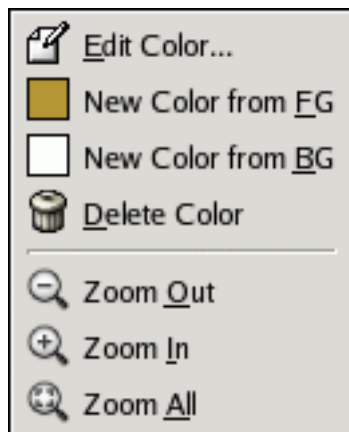 Edit Color...
New Color from FG
New Color from BG
Delete Color
Zoom Out
Zoom In
Zoom All